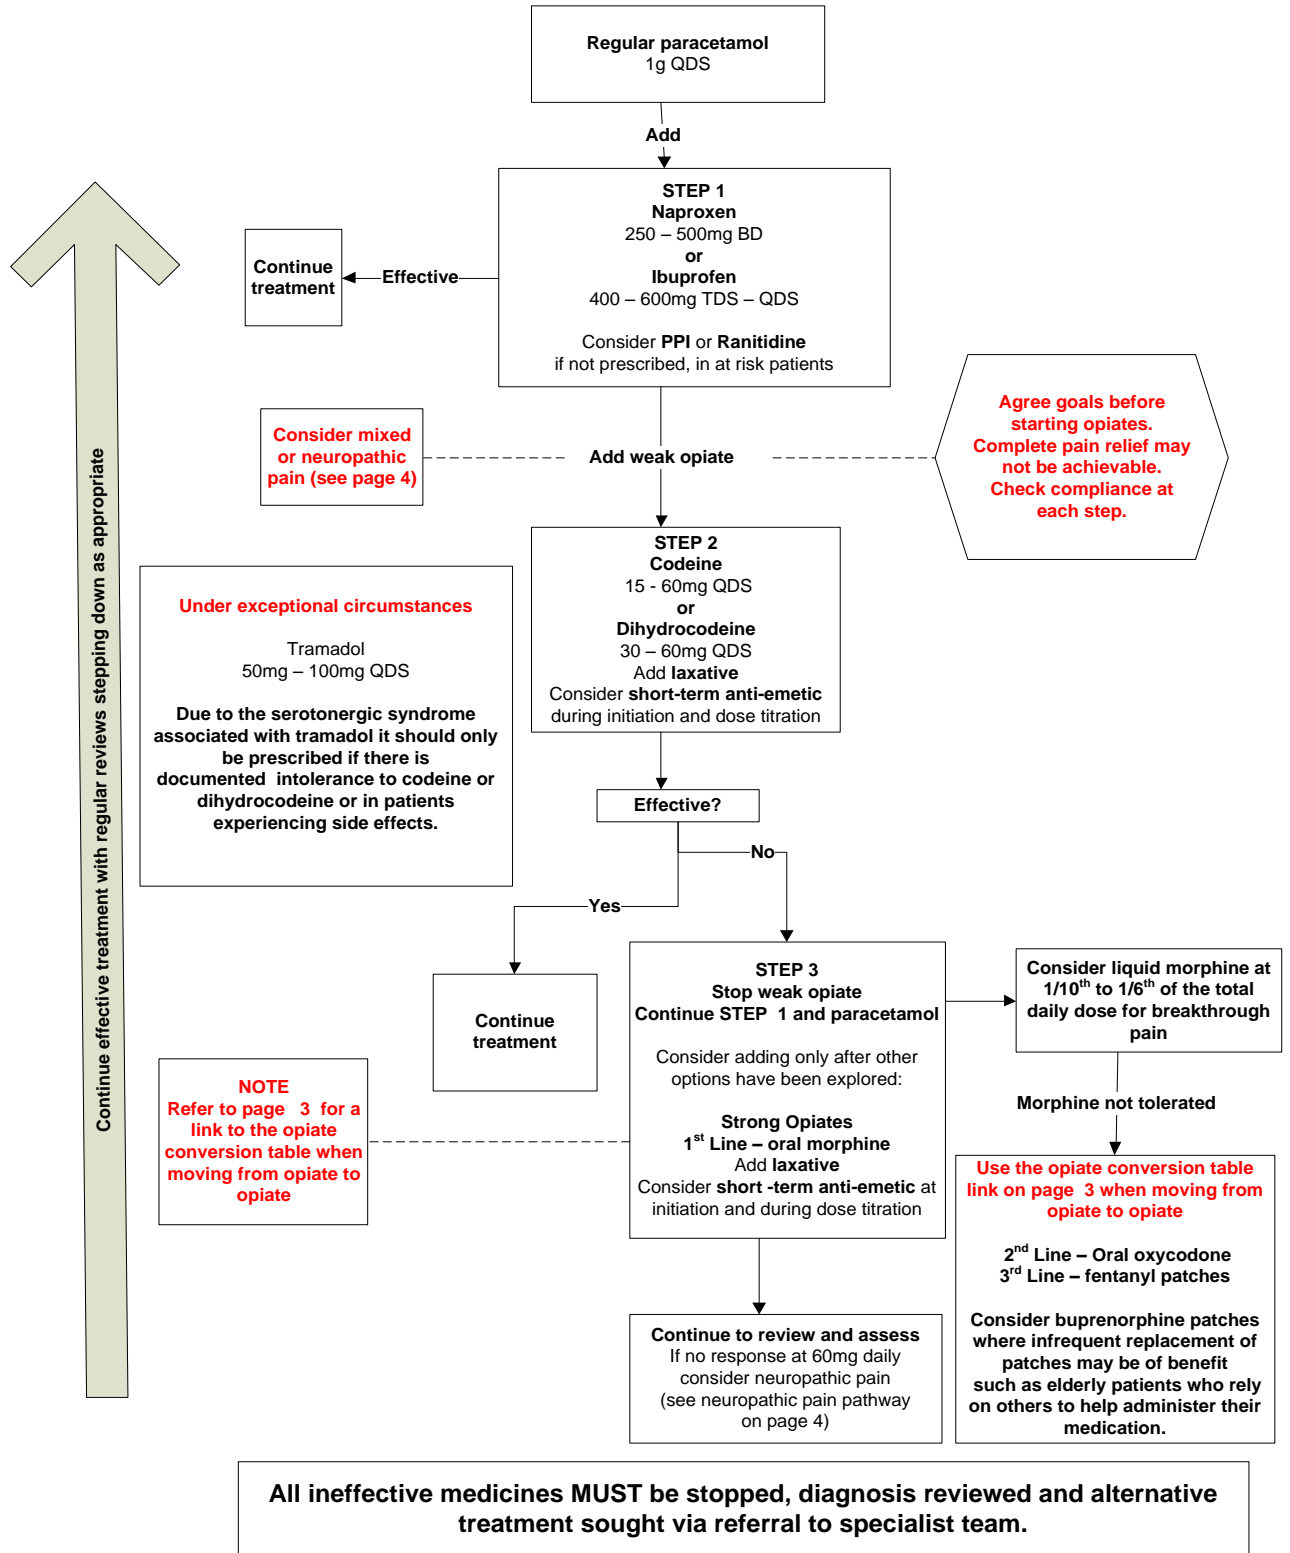 Regular paracetamol
1g QDS
Add
STEP 1
Naproxen
250 – 500mg BD
or
Ibuprofen
400 – 600mg TDS – QDS
Consider PPI or Ranitidine
if not prescribed, in at risk patients
Effective
Continue
treatment
Consider mixed
or neuropathic
pain (see page 4)
Add weak opiate
Agree goals before
starting opiates.
Complete pain relief may
not be achievable.
Check compliance at
each step.
Continue effective treatment with regular reviews stepping down as appropriate
STEP 2
Codeine
15 - 60mg QDS
or
Dihydrocodeine
30 – 60mg QDS
Add laxative
Consider short-term anti-emetic
during initiation and dose titration
Under exceptional circumstances
Tramadol
50mg – 100mg QDS
Due to the serotonergic syndrome
associated with tramadol it should only
be prescribed if there is
documented intolerance to codeine or
dihydrocodeine or in patients
experiencing side effects.
Effective?
No
Yes
Continue
treatment
STEP 3
Stop weak opiate
Continue STEP 1 and paracetamol
Consider adding only after other
options have been explored:
Strong Opiates
1st Line – oral morphine
Add laxative
Consider short -term anti-emetic at
initiation and during dose titration
Consider liquid morphine at
1/10th to 1/6th of the total
daily dose for breakthrough
pain
Morphine not tolerated
NOTE
Refer to page 3 for a
link to the opiate
conversion table when
moving from opiate to
opiate
Use the opiate conversion table
link on page 3 when moving from
opiate to opiate
2nd Line – Oral oxycodone
3rd Line – fentanyl patches
Consider buprenorphine patches
where infrequent replacement of
patches may be of benefit
such as elderly patients who rely
on others to help administer their
medication.
Continue to review and assess
If no response at 60mg daily
consider neuropathic pain
(see neuropathic pain pathway
on page 4)
All ineffective medicines MUST be stopped, diagnosis reviewed and alternative
treatment sought via referral to specialist team.